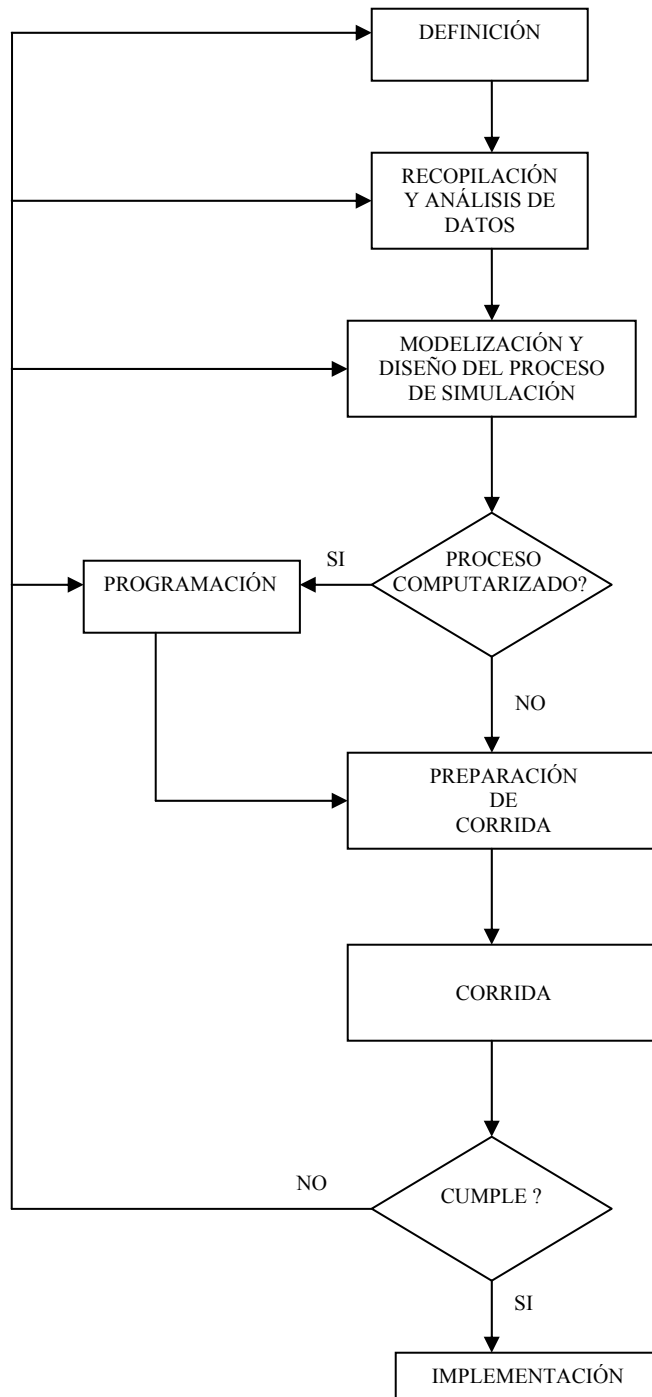 DEFINICIÓN
RECOPILACIÓN
Y ANÁLISIS DE
DATOS
MODELIZACIÓN Y
DISEÑO DEL PROCESO
DE SIMULACIÓN
PROCESO
COMPUTARIZADO?
SI
PROGRAMACIÓN
NO
PREPARACIÓN
DE
CORRIDA
CORRIDA
CUMPLE ?
NO
SI
IMPLEMENTACIÓN